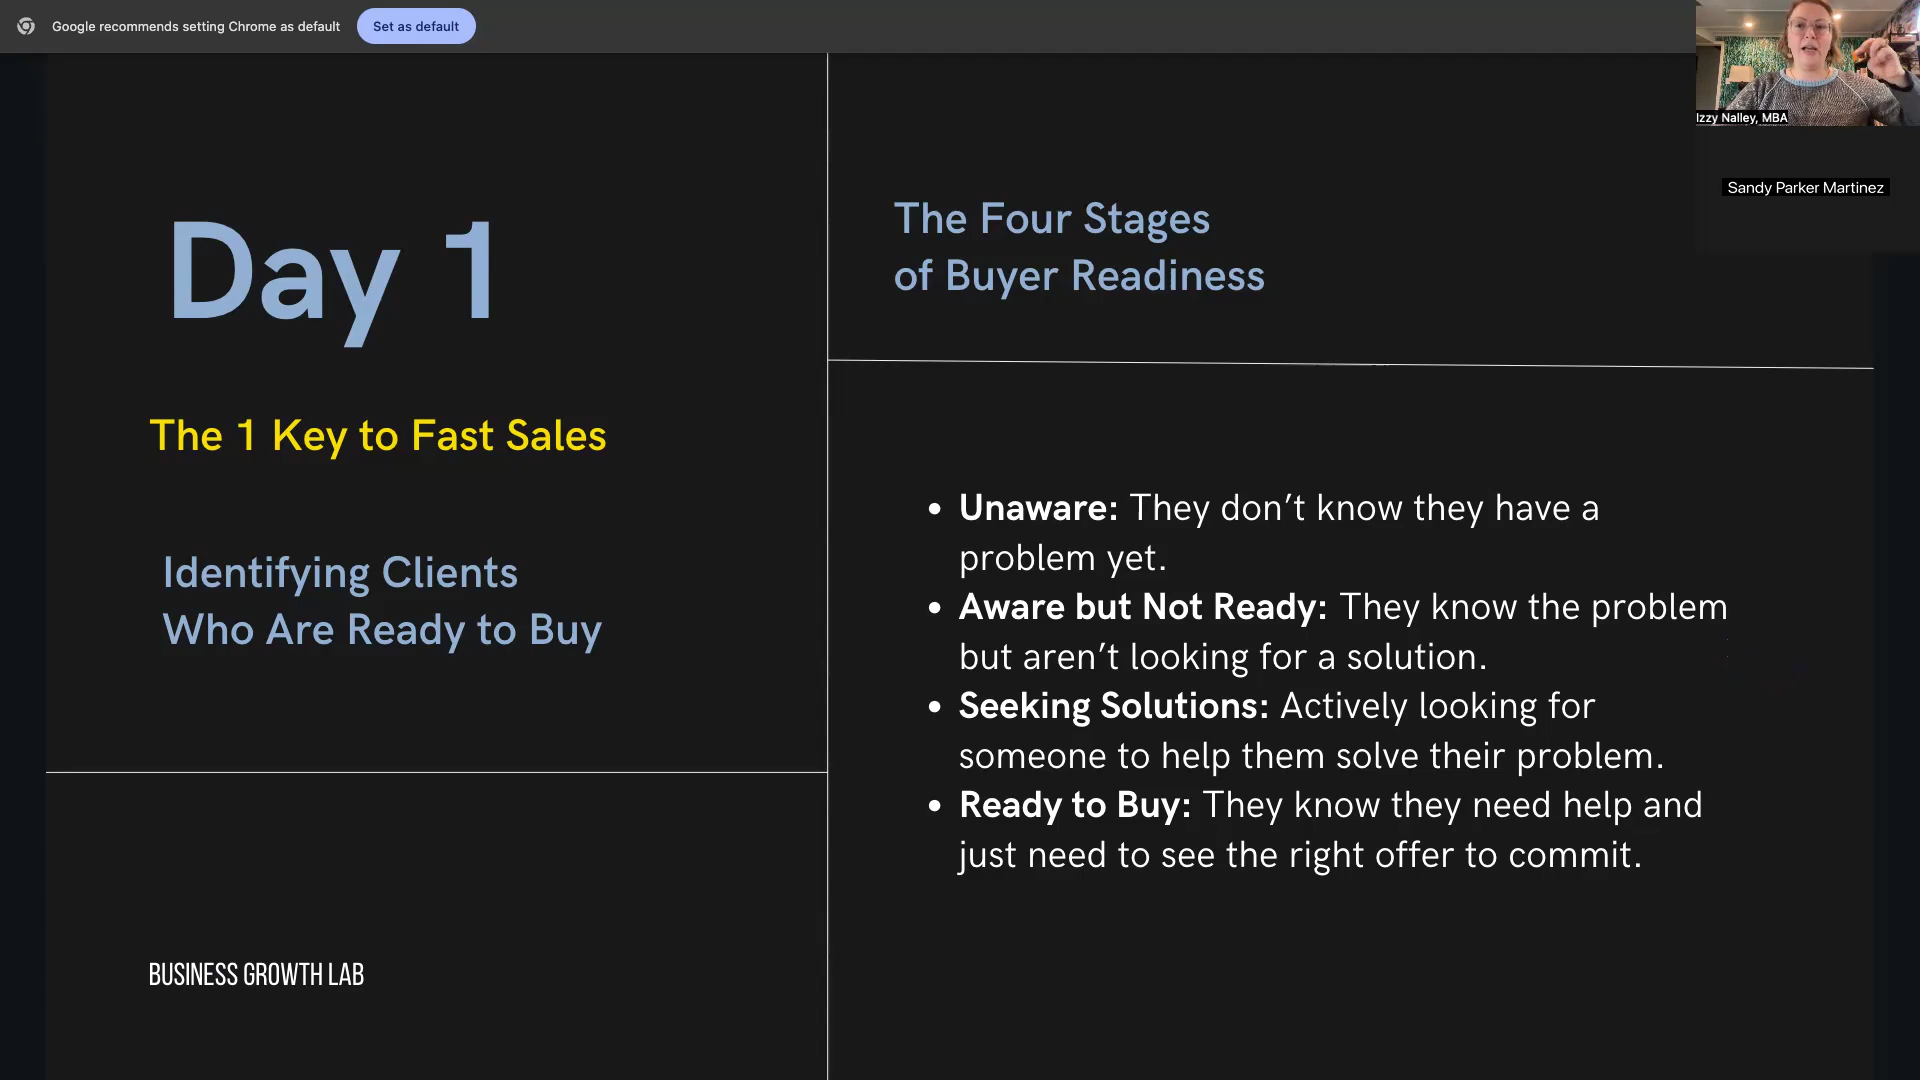 Google recommends setting Chrome as default
Set as default
Izzy Nalley, MBA
Sandy Parker Martinez
Day 1
The 1 Key to Fast Sales
Identifying Clients
Who Are Ready to Buy
BUSINESS GROWTH LAB
The Four Stages
of Buyer Readiness
• Unaware: They don’t know they have a
problem yet.
• Aware but Not Ready: They know the problem
but aren’t looking for a solution.
• Seeking Solutions: Actively looking for
someone to help them solve their problem.
• Ready to Buy: They know they need help and
just need to see the right offer to commit.